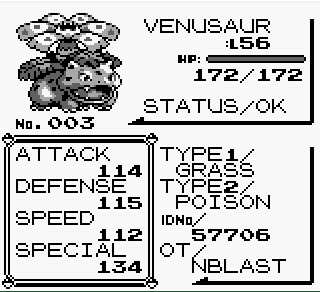 VENUSAUR
:L56
HP:
172/172
STATUS/OK
No. 003
ATTACK
114
DEFENSE
115
SPEED
112
SPECIAL
134
TYPE1/
GRASS
TYPE2/
POISON
IDNo/
57706
OT/
NBLAST